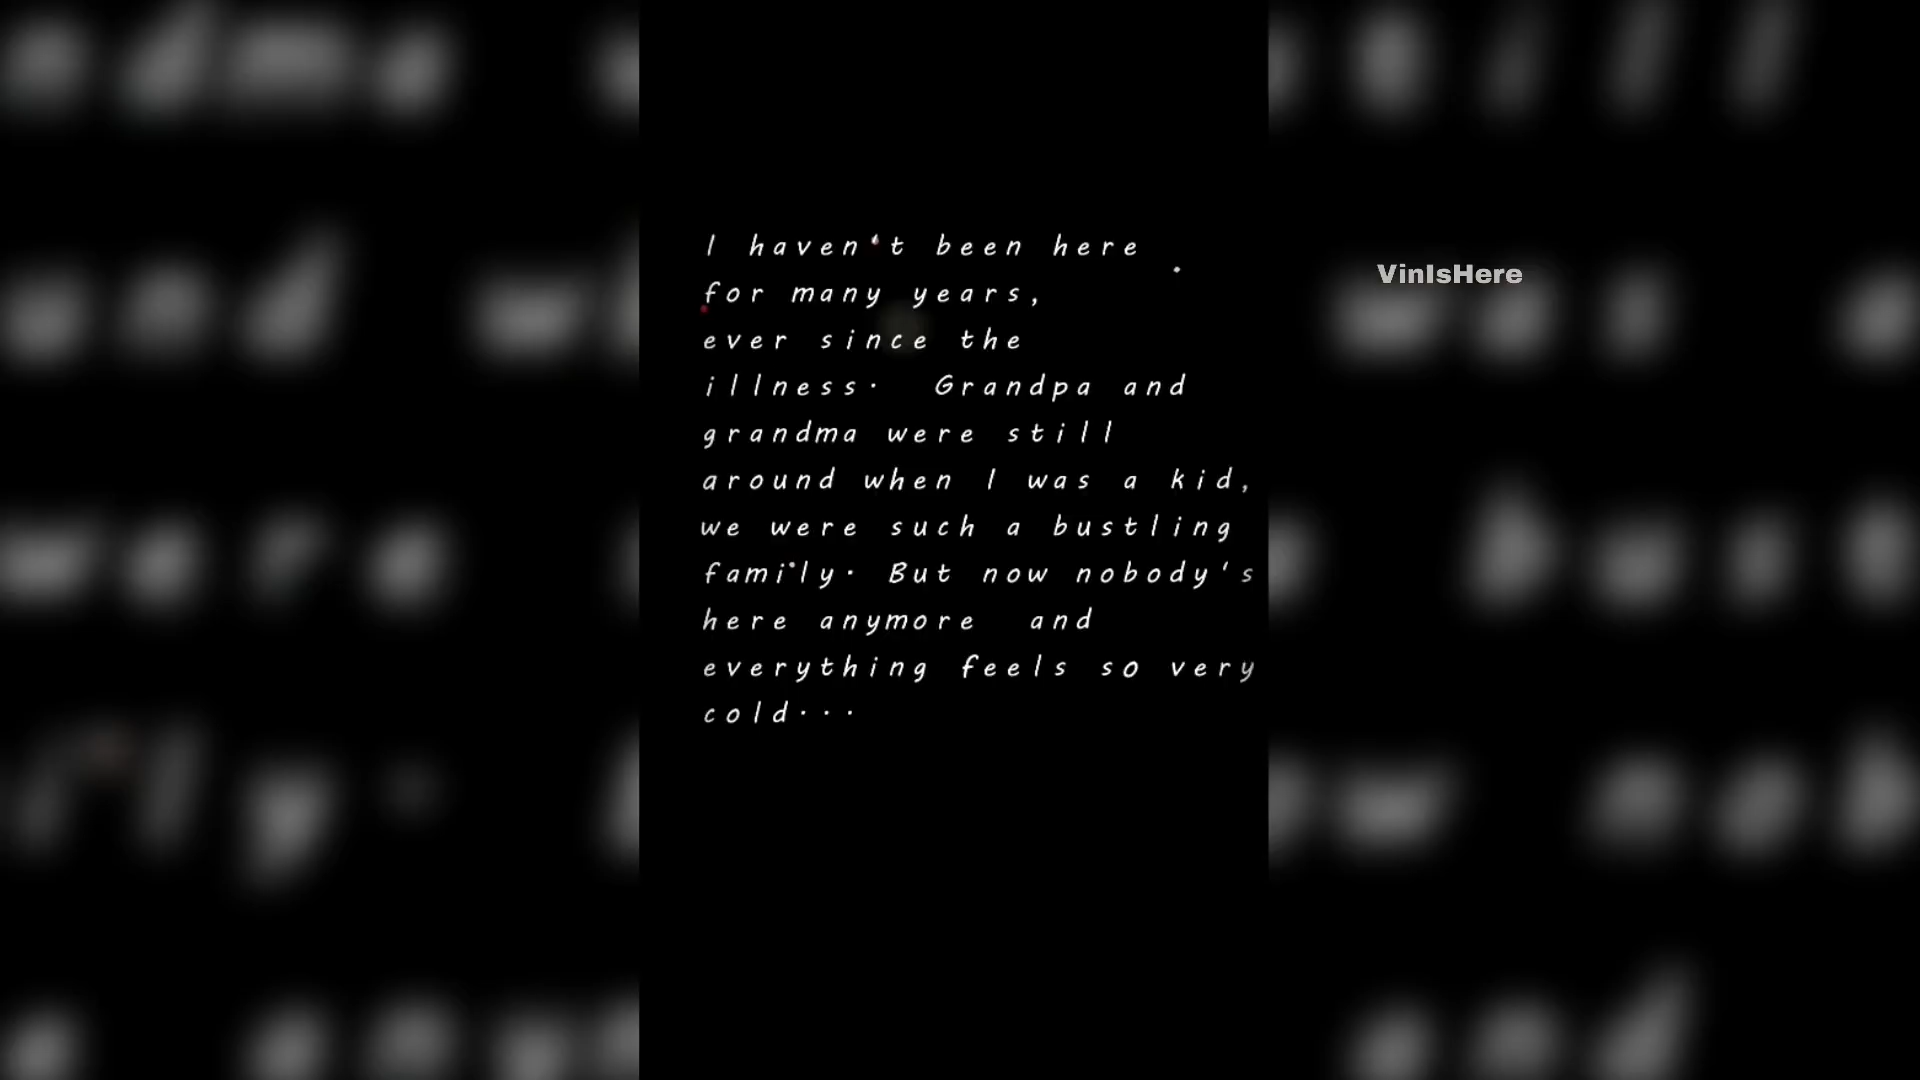 I haven't been here
for many years,
ever since the
illness. Grandpa and
grandma were still
around when I was a kid,
we were such a bustling
family. But now nobody's
here anymore and
everything feels so very
cold...
VinIsHere